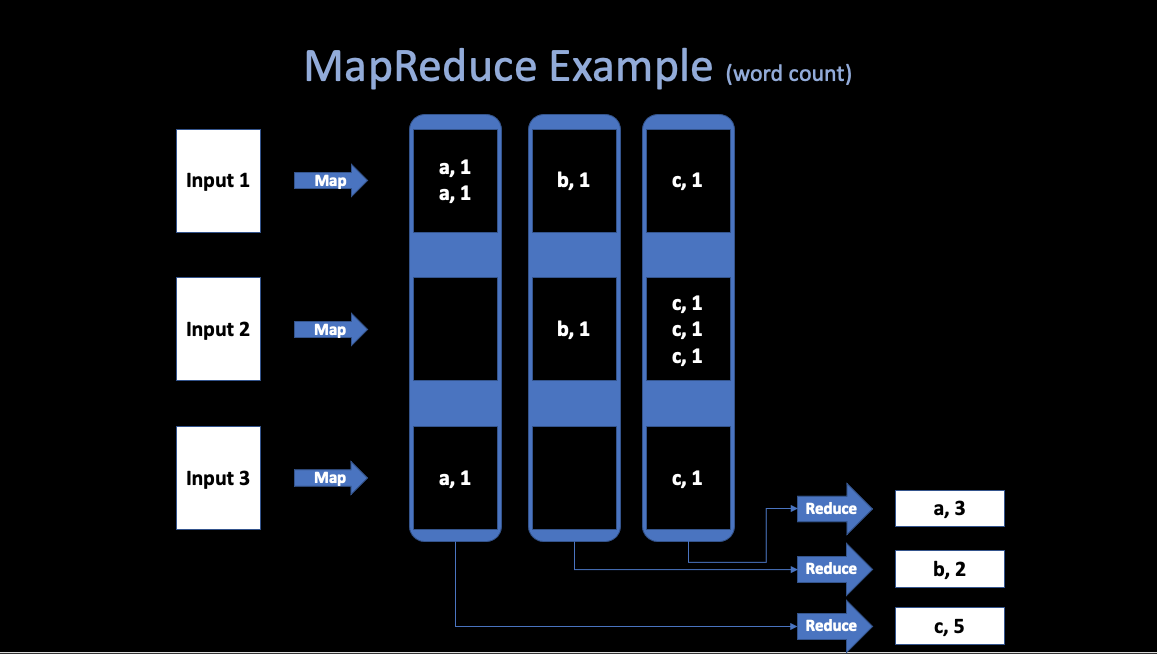 MapReduce Example (word count)
Input 1
Map
a, 1
a, 1
b, 1
c, 1
Input 2
Map
b, 1
c, 1
c, 1
c, 1
Input 3
Map
a, 1
c, 1
Reduce
a, 3
Reduce
b, 2
Reduce
c, 5